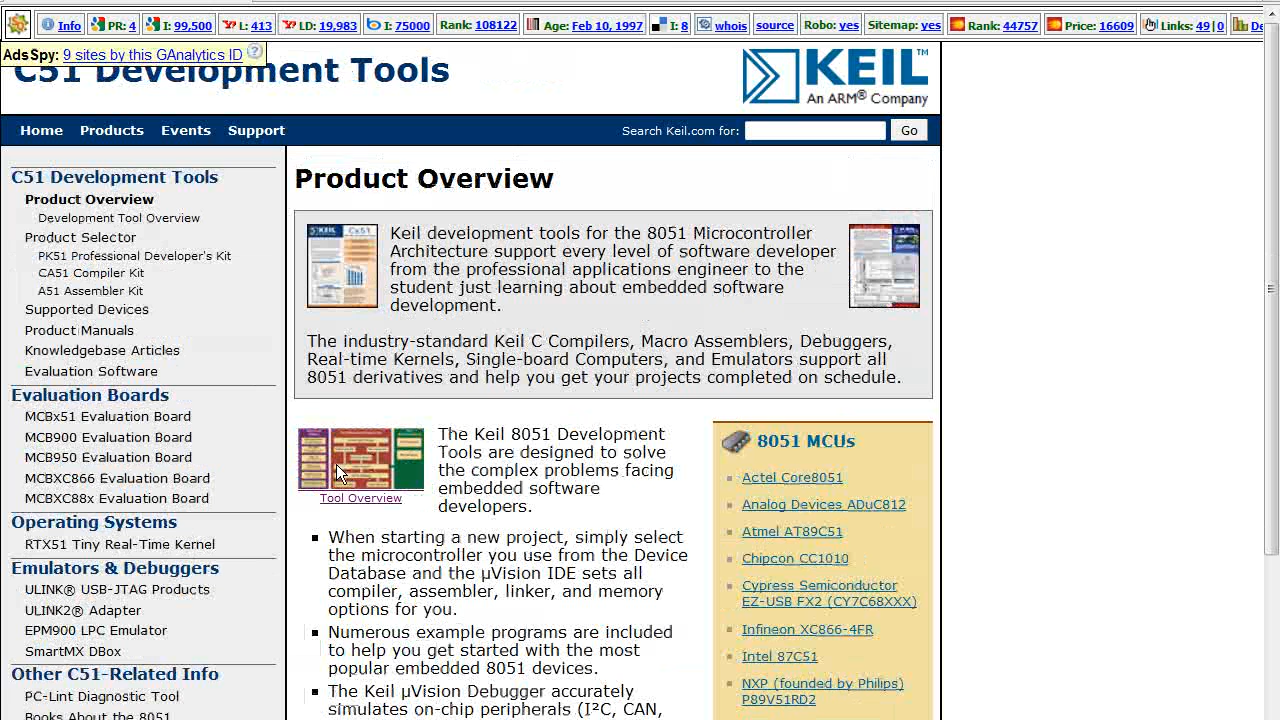 Info PR: 4 I: 99,500 L: 413 LD: 19,983 I: 75000 Rank: 108122 Age: Feb 10, 1997 I: 8 whois source Robo: yes Sitemap: yes Rank: 44757 Price: 16609 Links: 49|0 De
AdsSpy: 9 sites by this GAnalytics ID ?
C51 Development Tools
KEIL™
An ARM® Company
Home Products Events Support Search Keil.com for: Go
C51 Development Tools
Product Overview
Development Tool Overview
Product Selector
PK51 Professional Developer's Kit
CA51 Compiler Kit
A51 Assembler Kit
Supported Devices
Product Manuals
Knowledgebase Articles
Evaluation Software
Evaluation Boards
MCBx51 Evaluation Board
MCB900 Evaluation Board
MCB950 Evaluation Board
MCBXC866 Evaluation Board
MCBXC88x Evaluation Board
Operating Systems
RTX51 Tiny Real-Time Kernel
Emulators & Debuggers
ULINK® USB-JTAG Products
ULINK2® Adapter
EPM900 LPC Emulator
SmartMX DBox
Other C51-Related Info
PC-Lint Diagnostic Tool
Books About the 8051
Product Overview
Keil development tools for the 8051 Microcontroller
Architecture support every level of software developer
from the professional applications engineer to the
student just learning about embedded software
development.
The industry-standard Keil C Compilers, Macro Assemblers, Debuggers,
Real-time Kernels, Single-board Computers, and Emulators support all
8051 derivatives and help you get your projects completed on schedule.
Tool Overview
The Keil 8051 Development
Tools are designed to solve
the complex problems facing
embedded software
developers.
When starting a new project, simply select
the microcontroller you use from the Device
Database and the µVision IDE sets all
compiler, assembler, linker, and memory
options for you.
Numerous example programs are included
to help you get started with the most
popular embedded 8051 devices.
The Keil µVision Debugger accurately
simulates on-chip peripherals (I²C, CAN,
8051 MCUs
Actel Core8051
Analog Devices ADuC812
Atmel AT89C51
Chipcon CC1010
Cypress Semiconductor
EZ-USB FX2 (CY7C68XXX)
Infineon XC866-4FR
Intel 87C51
NXP (founded by Philips)
P89V51RD2